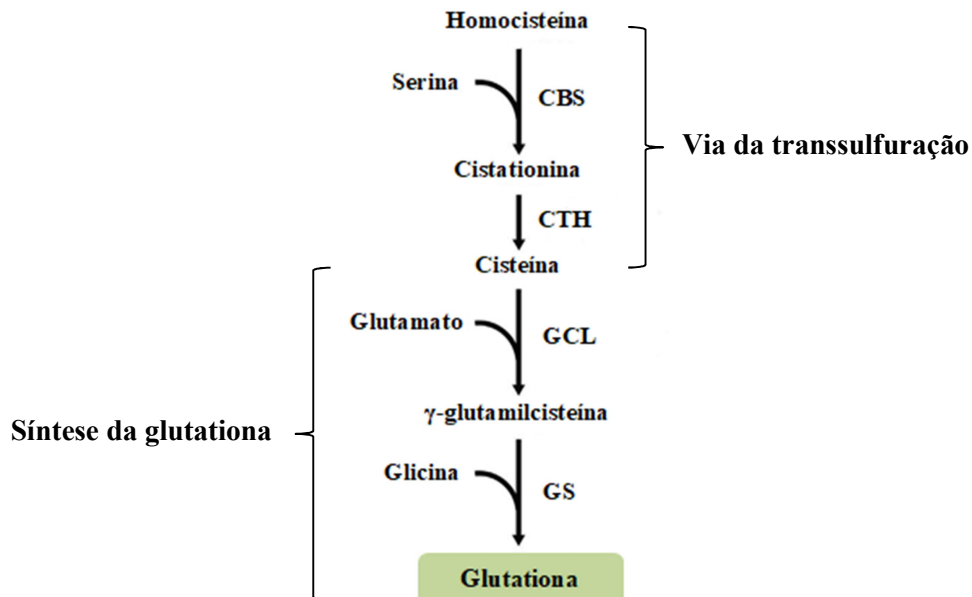 Homocisteína
Serina
CBS
Via da transsulfuração
Cistationina
CTH
Cisteína
Glutamato
GCL
γ-glutamilcisteína
Síntese da glutationa
Glicina
GS
Glutationa